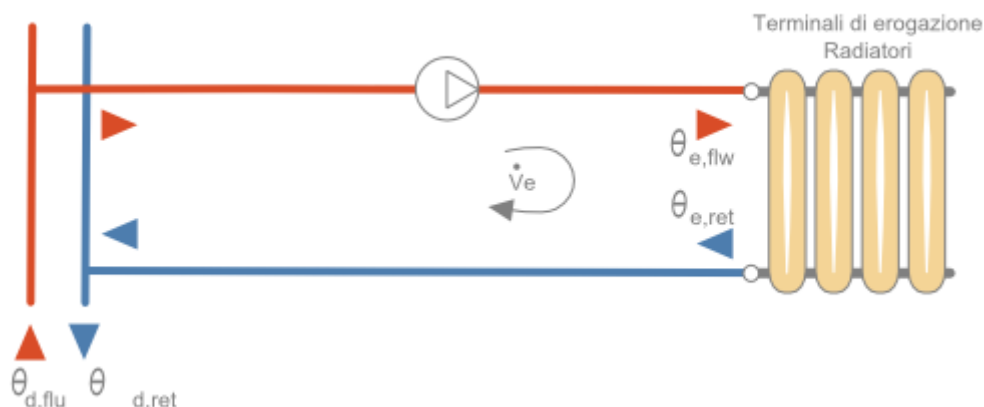 Terminali di erogazione
Radiatori
θe,flw
V̇e
θe,ret
θd,flu θ d,ret